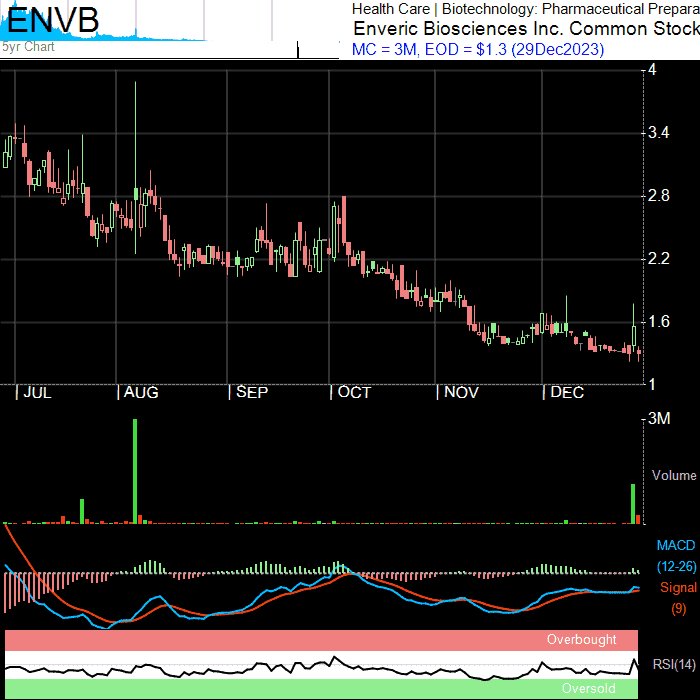 ENVB
5yr Chart
Health Care | Biotechnology: Pharmaceutical Prepara
Enveric Biosciences Inc. Common Stock
MC = 3M, EOD = $1.3 (29Dec2023)
4
3.4
2.8
2.2
1.6
1
JUL AUG SEP OCT NOV DEC
3M
Volume
MACD
(12-26)
Signal
(9)
Overbought
RSI(14)
Oversold